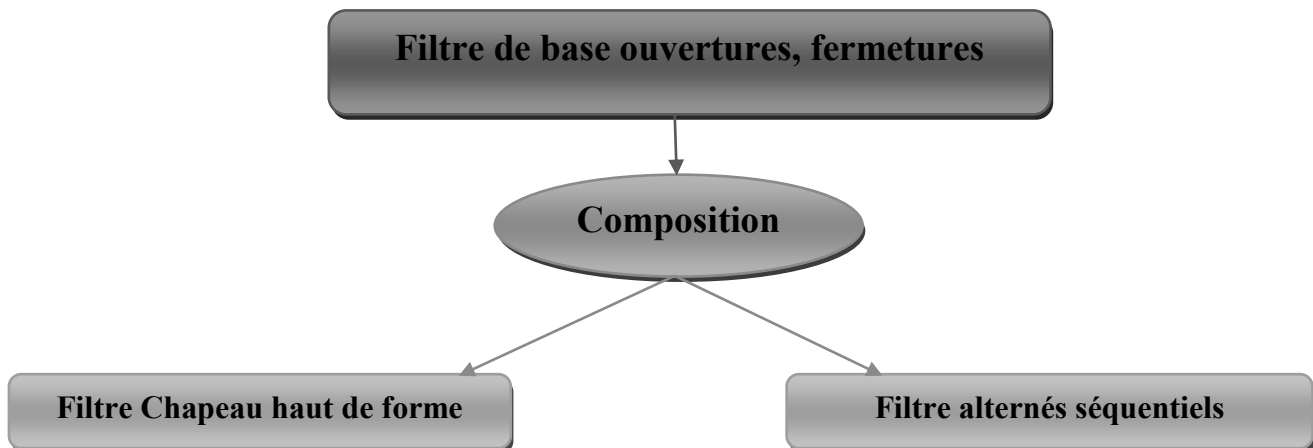 Filtre de base ouvertures, fermetures
Composition
Filtre Chapeau haut de forme
Filtre alternés séquentiels